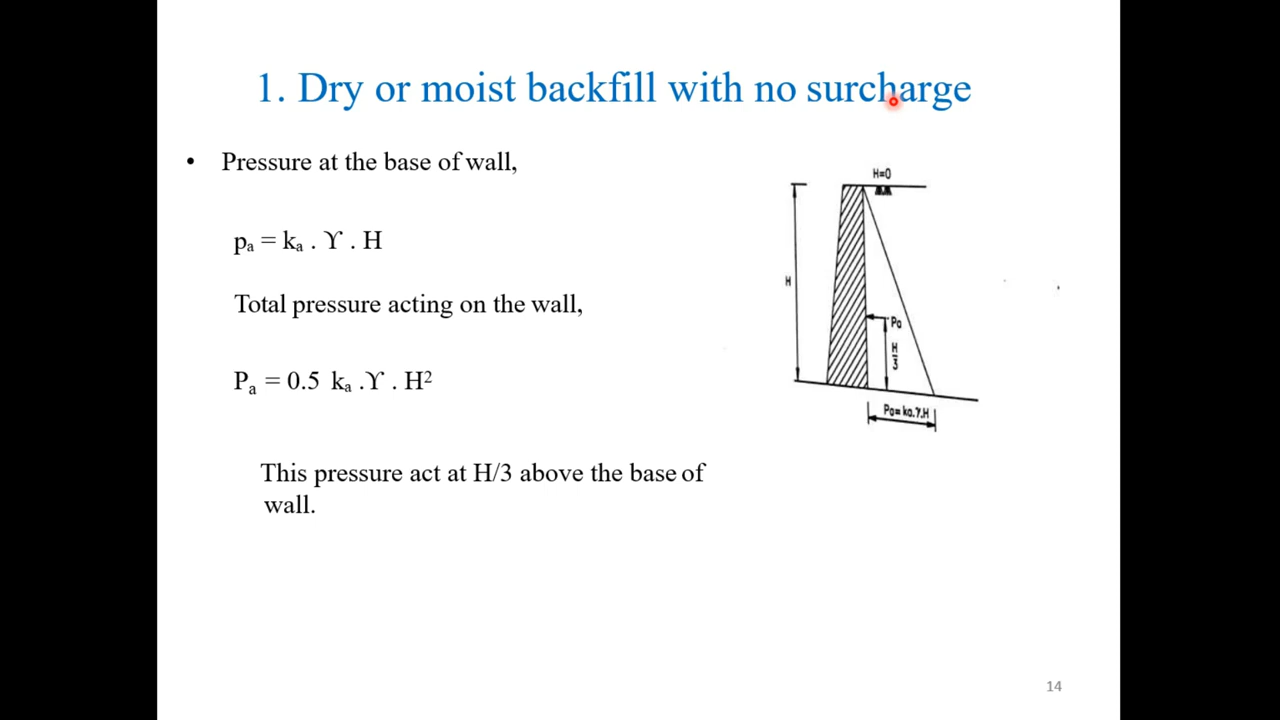 1. Dry or moist backfill with no surcharge
• Pressure at the base of wall,
pₐ = kₐ . ϒ . H
Total pressure acting on the wall,
Pₐ = 0.5 kₐ .ϒ . H²
This pressure act at H/3 above the base of
wall.
H=0
H
Pa
H/3
Pa= ka.γ.H
14